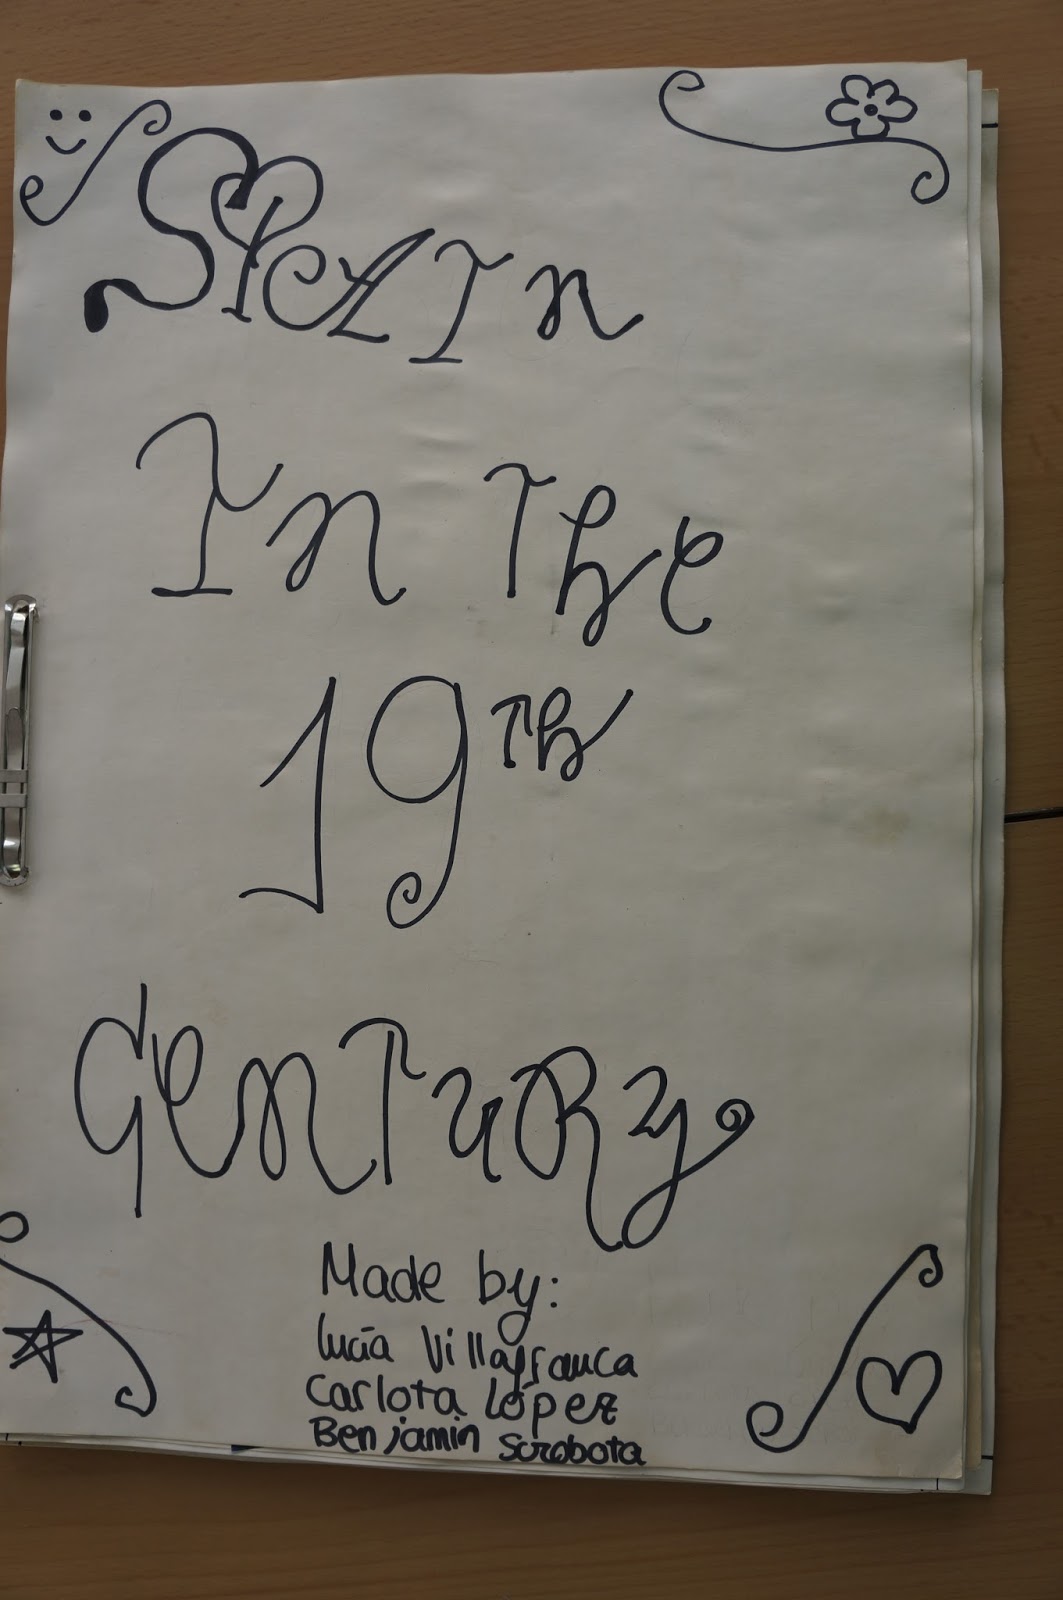 Spain
In The
19th
Century
Made by:
Lucía Villafranca
Carlota López
Benjamin Scrobota